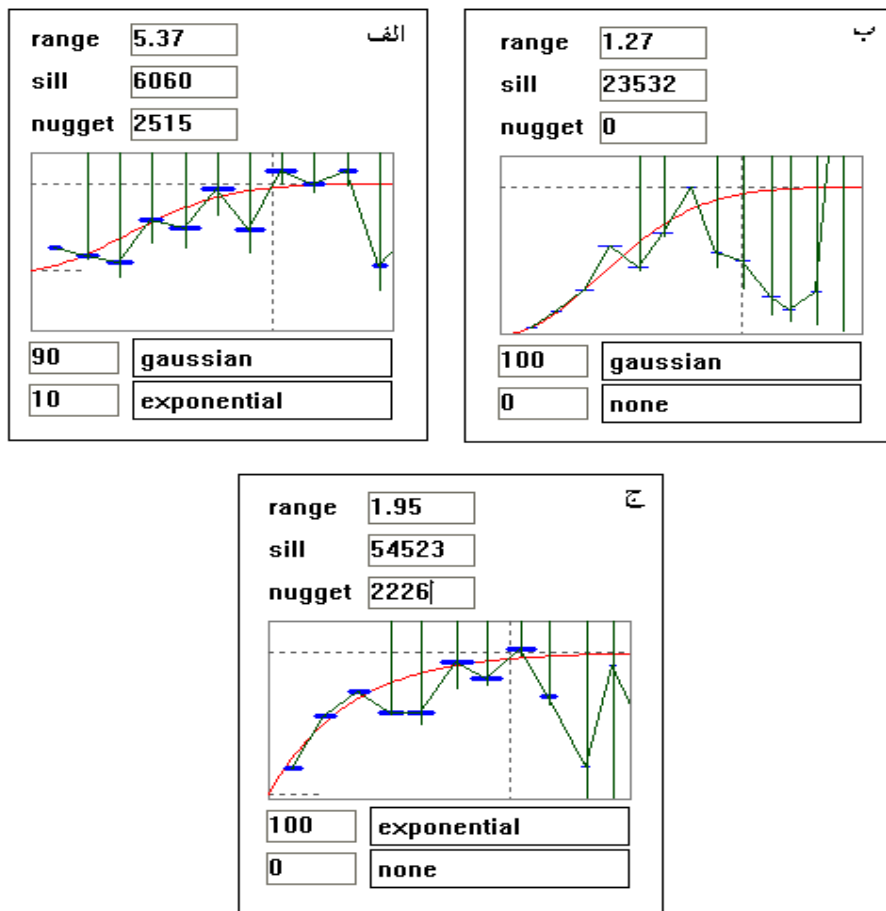 range 5.37 الف
sill 6060
nugget 2515
90 gaussian
10 exponential
range 1.27 ب
sill 23532
nugget 0
100 gaussian
0 none
range 1.95 ج
sill 54523
nugget 2226
100 exponential
0 none